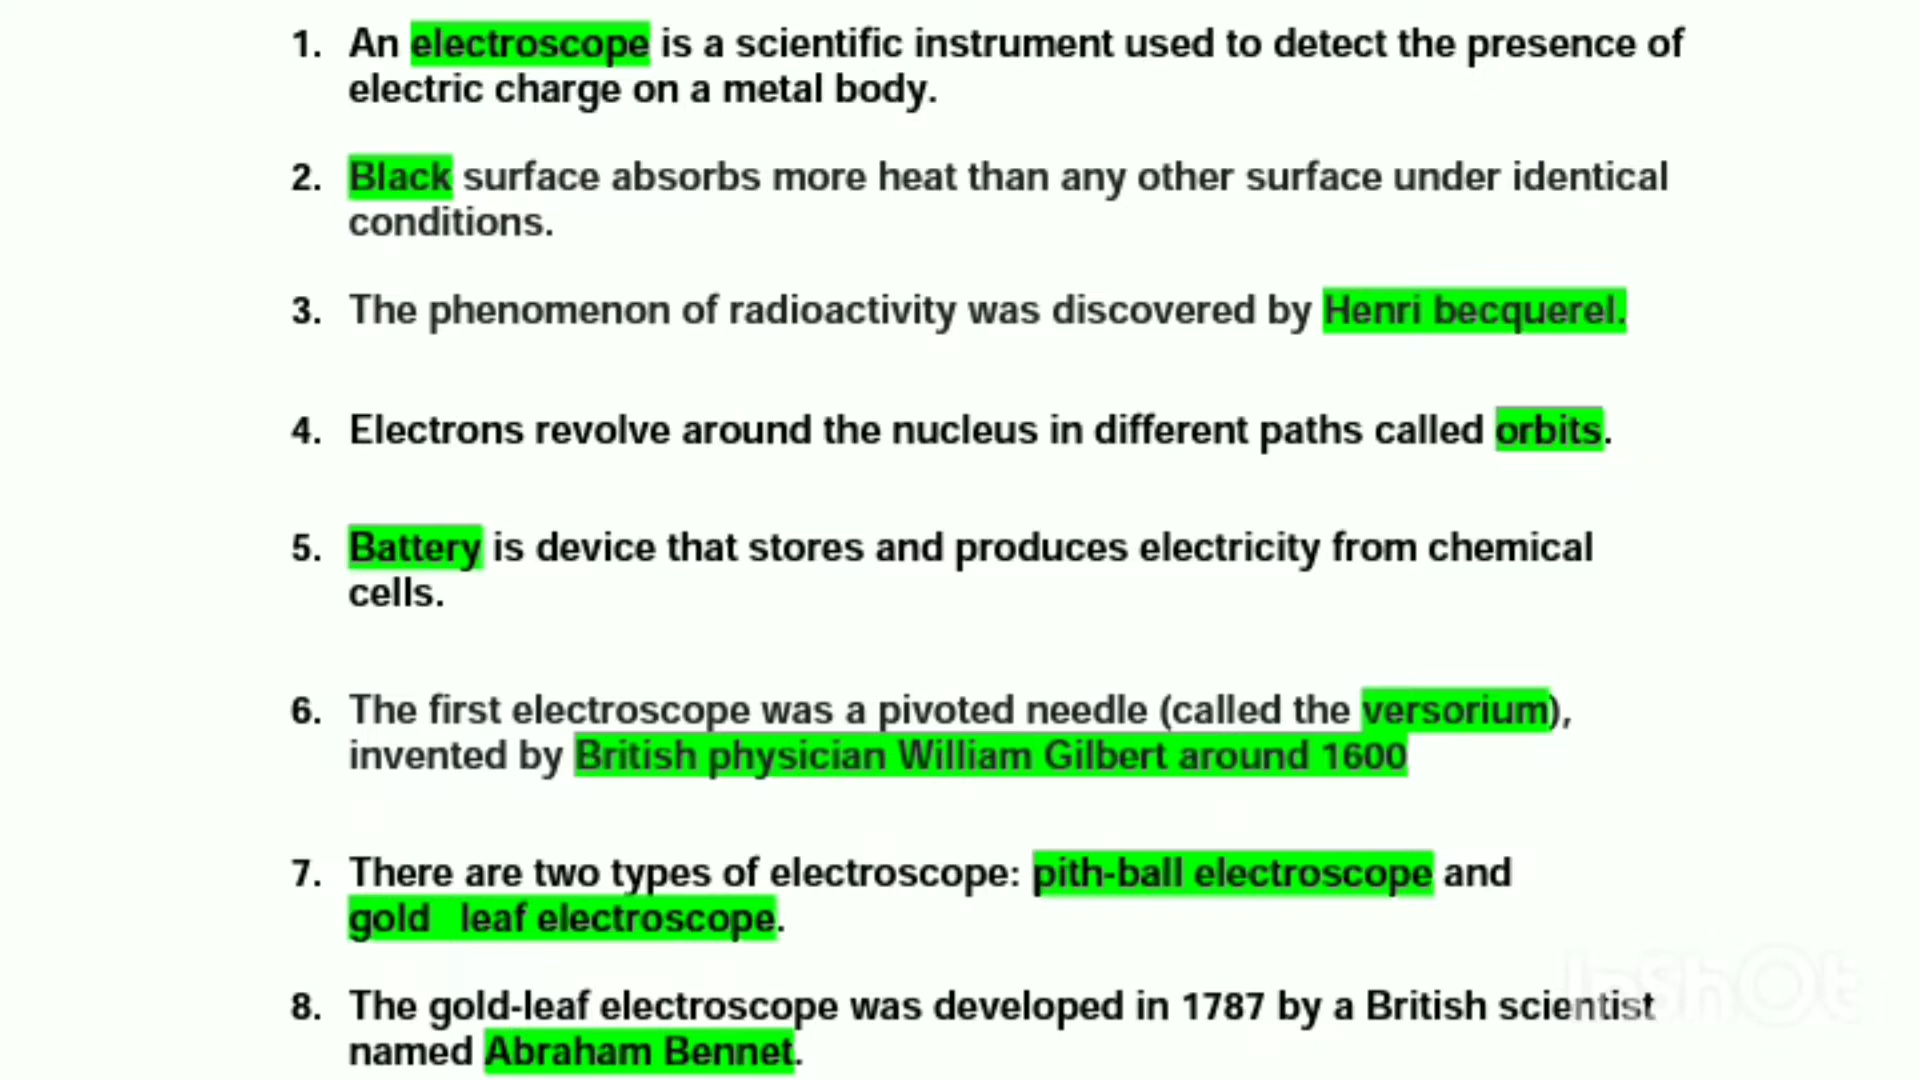 1. An electroscope is a scientific instrument used to detect the presence of
electric charge on a metal body.
2. Black surface absorbs more heat than any other surface under identical
conditions.
3. The phenomenon of radioactivity was discovered by Henri becquerel.
4. Electrons revolve around the nucleus in different paths called orbits.
5. Battery is device that stores and produces electricity from chemical
cells.
6. The first electroscope was a pivoted needle (called the versorium),
invented by British physician William Gilbert around 1600
7. There are two types of electroscope: pith-ball electroscope and
gold leaf electroscope.
InShOt
8. The gold-leaf electroscope was developed in 1787 by a British scientist
named Abraham Bennet.